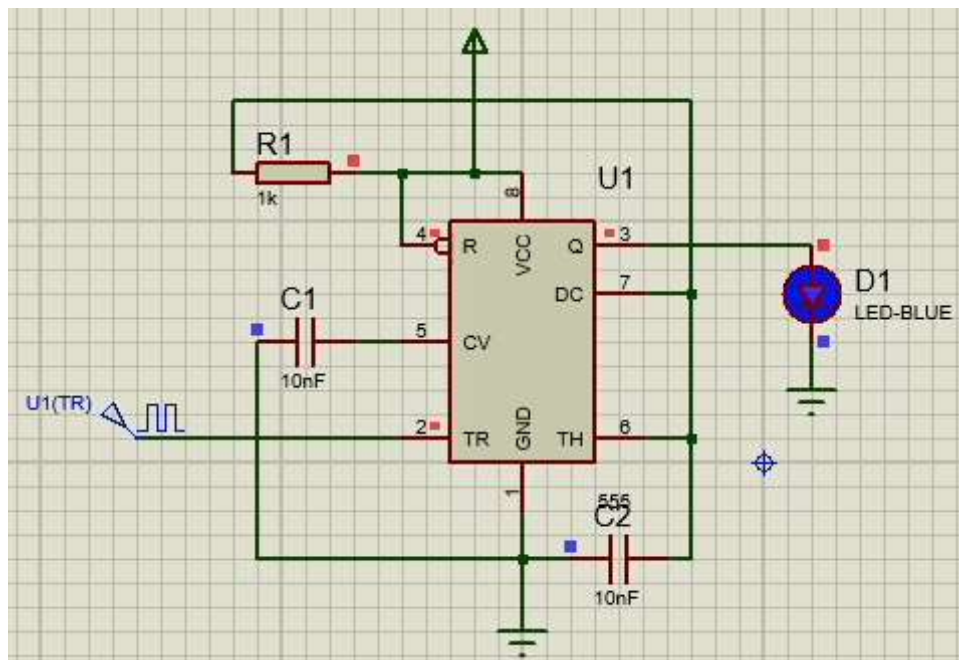 R1
1k
U1
8
4
R
VCC
Q
3
DC
7
D1
LED-BLUE
C1
10nF
5
CV
U1(TR)
2
TR
GND
TH
6
1
555
C2
10nF